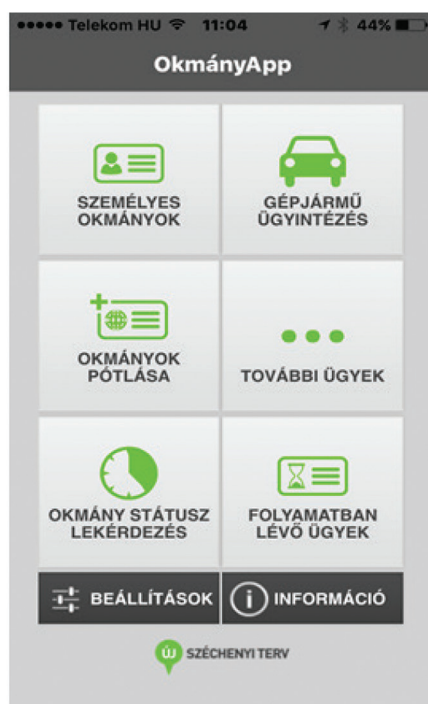 Telekom HU 11:04 44%
OkmányApp
SZEMÉLYES
OKMÁNYOK
GÉPJÁRMŰ
ÜGYINTÉZÉS
OKMÁNYOK
PÓTLÁSA
TOVÁBBI ÜGYEK
OKMÁNY STÁTUSZ
LEKÉRDEZÉS
FOLYAMATBAN
LÉVŐ ÜGYEK
BEÁLLÍTÁSOK
INFORMÁCIÓ
ÚJ SZÉCHENYI TERV